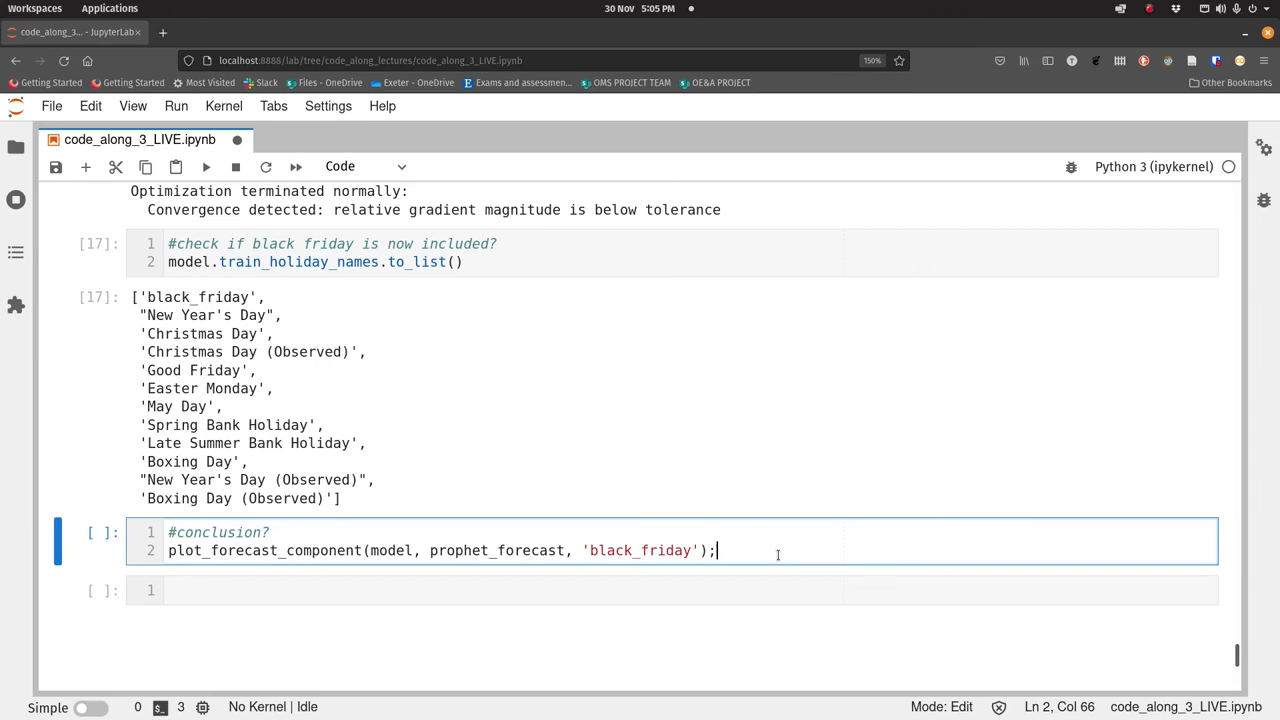 Workspaces Applications 30 Nov 5:05 PM
code_along_3... - JupyterLab
localhost:8888/lab/tree/code_along_lectures/code_along_3_LIVE.ipynb 150%
Getting Started Getting Started Most Visited Slack Files - OneDrive Exeter - OneDrive Exams and assessmen... OMS PROJECT TEAM OE&A PROJECT Other Bookmarks
File Edit View Run Kernel Tabs Settings Help
code_along_3_LIVE.ipynb
Code Python 3 (ipykernel)
Optimization terminated normally:
Convergence detected: relative gradient magnitude is below tolerance
[17]: 1 #check if black friday is now included?
2 model.train_holiday_names.to_list()
[17]: ['black_friday',
"New Year's Day",
'Christmas Day',
'Christmas Day (Observed)',
'Good Friday',
'Easter Monday',
'May Day',
'Spring Bank Holiday',
'Late Summer Bank Holiday',
'Boxing Day',
"New Year's Day (Observed)",
'Boxing Day (Observed)']
[ ]: 1 #conclusion?
2 plot_forecast_component(model, prophet_forecast, 'black_friday');
[ ]: 1
Simple 0 3 No Kernel | Idle Mode: Edit Ln 2, Col 66 code_along_3_LIVE.ipynb